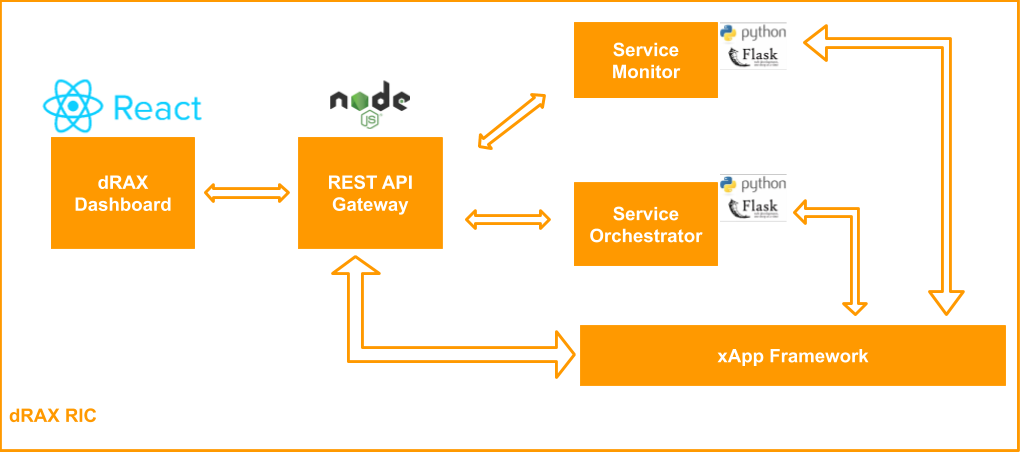 React
dRAX
Dashboard
node
JS
REST API
Gateway
Service
Monitor
python
Flask
Service
Orchestrator
python
Flask
xApp Framework
dRAX RIC